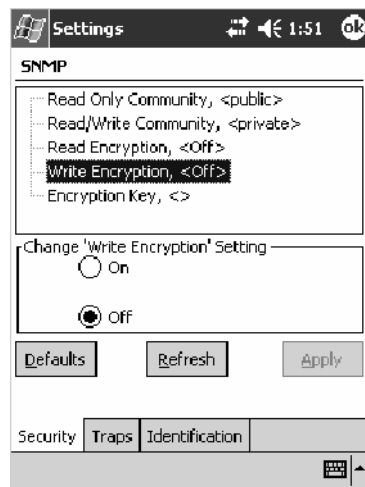 Settings 1:51 ok
SNMP
Read Only Community, <public>
Read/Write Community, <private>
Read Encryption, <Off>
Write Encryption, <Off>
Encryption Key, <>
Change 'Write Encryption' Setting
On
Off
Defaults Refresh Apply
Security Traps Identification